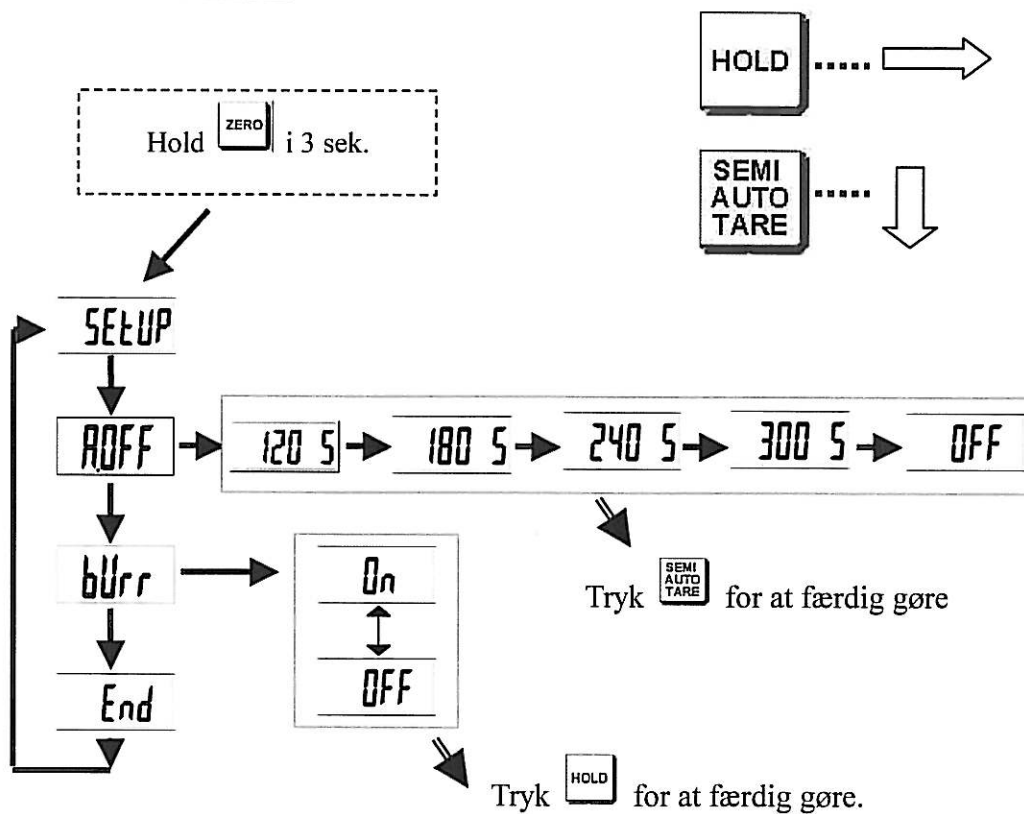 HOLD
SEMI
AUTO
TARE
Hold ZERO i 3 sek.
SEtUP
A.OFF
120 S
180 S
240 S
300 S
OFF
bUrr
On
OFF
Tryk SEMI AUTO TARE for at færdig gøre
End
Tryk HOLD for at færdig gøre.